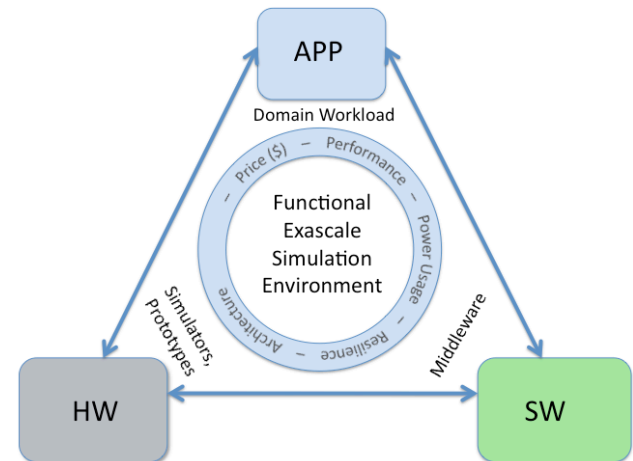 APP
Domain Workload
– Price ($) – Performance – Power Usage – Resilience – Architecture
Functional
Exascale
Simulation
Environment
Simulators,
Prototypes
Middleware
HW
SW